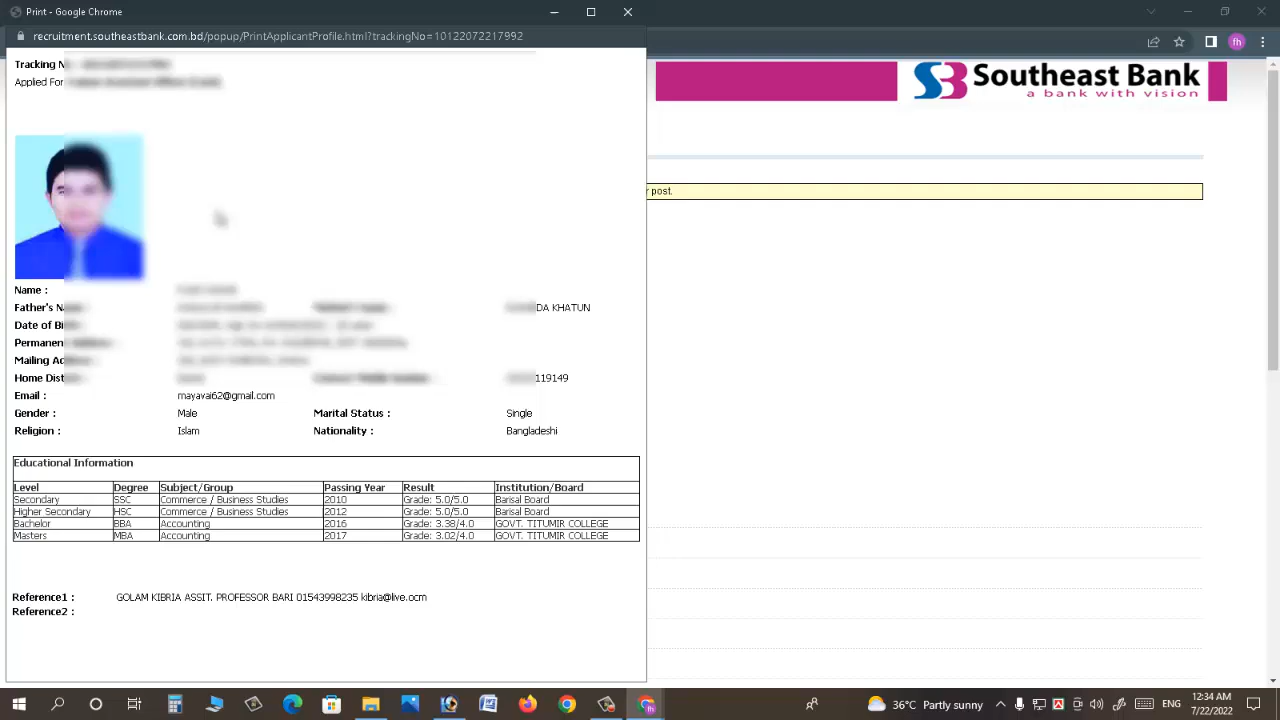 Print - Google Chrome
recruitment.southeastbank.com.bd/popup/PrintApplicantProfile.html?trackingNo=10122072217992
fh
Southeast Bank
a bank with vision
r post.
Tracking N
Applied For
Name :
Father's Na
DA KHATUN
Date of Bi
Permanen
Mailing Ad
Home Dist
119149
Email : mayavai62@gmail.com
Gender : Male Marital Status : Single
Religion : Islam Nationality : Bangladeshi
Educational Information
Level Degree Subject/Group Passing Year Result Institution/Board
Secondary SSC Commerce / Business Studies 2010 Grade: 5.0/5.0 Barisal Board
Higher Secondary HSC Commerce / Business Studies 2012 Grade: 5.0/5.0 Barisal Board
Bachelor BBA Accounting 2016 Grade: 3.38/4.0 GOVT. TITUMIR COLLEGE
Masters MBA Accounting 2017 Grade: 3.02/4.0 GOVT. TITUMIR COLLEGE
Reference1 : GOLAM KIBRIA ASSIT. PROFESSOR BARI 01543998235 kibria@live.ocm
Reference2 :
36°C Partly sunny ENG 12:34 AM
7/22/2022